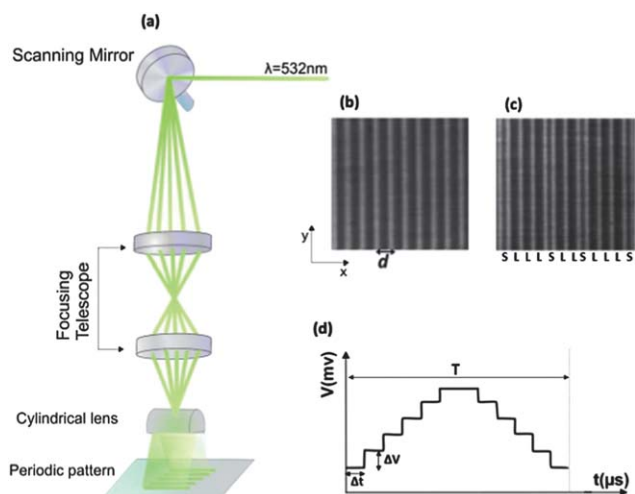 (a)
Scanning Mirror
λ=532nm
Focusing
Telescope
Cylindrical lens
Periodic pattern
(b)
y
x
d
(c)
S L L L S L L S L L L S
(d)
V(mv)
T
ΔV
Δt
t(μs)